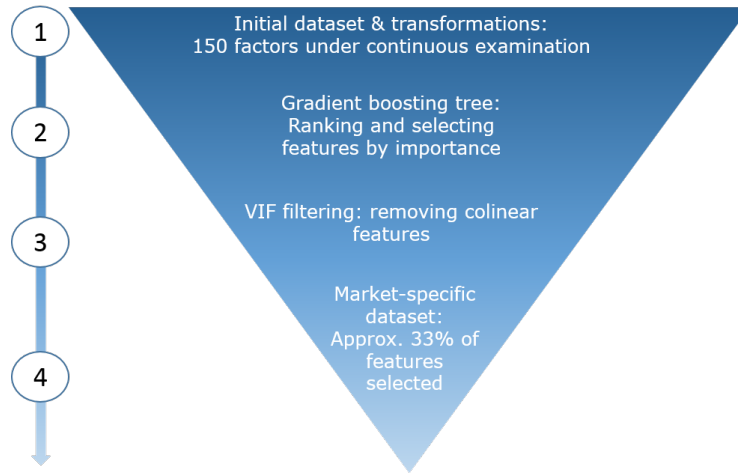 1
Initial dataset & transformations:
150 factors under continuous examination
2
Gradient boosting tree:
Ranking and selecting
features by importance
3
VIF filtering: removing colinear
features
4
Market-specific
dataset:
Approx. 33% of
features
selected